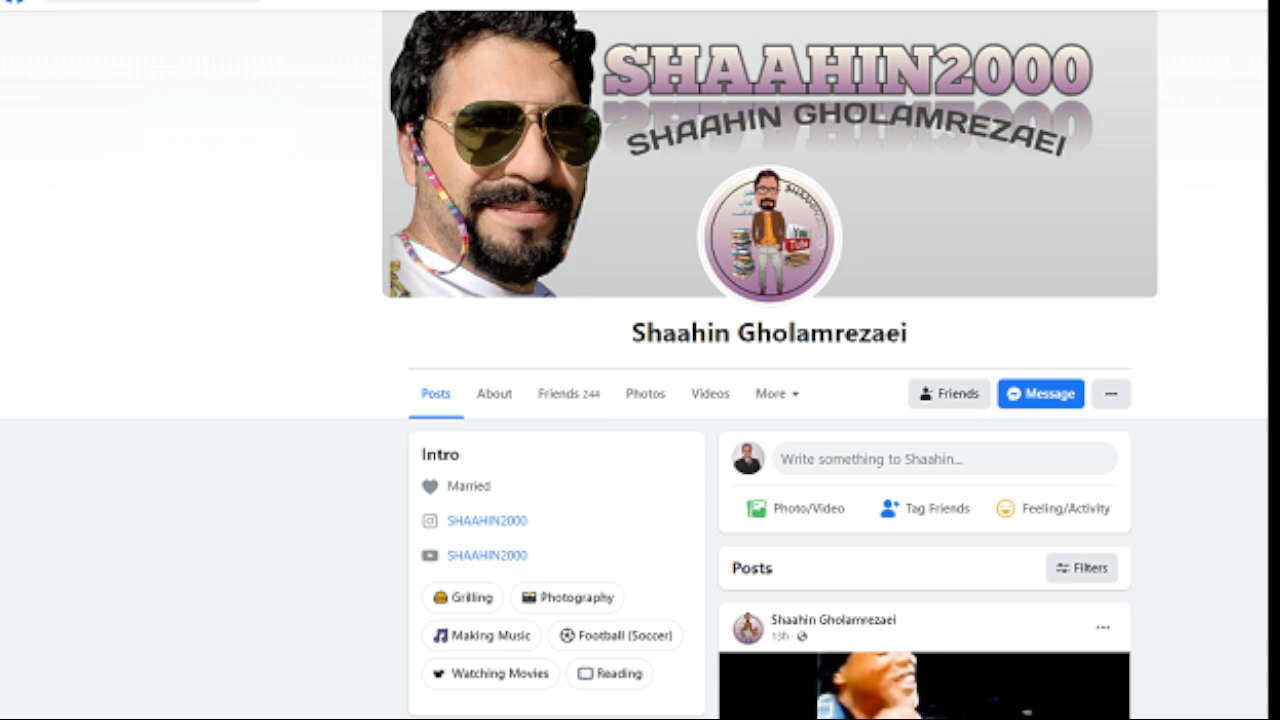 SHAAHIN2000
SHAAHIN GHOLAMREZAEI
You
Tube
Shaahin Gholamrezaei
Posts
About
Friends 244
Photos
Videos
More
Friends
Message
Intro
Married
SHAAHIN2000
SHAAHIN2000
Grilling
Photography
Making Music
Football (Soccer)
Watching Movies
Reading
Write something to Shaahin...
Photo/Video
Tag Friends
Feeling/Activity
Posts
Filters
Shaahin Gholamrezaei
13h